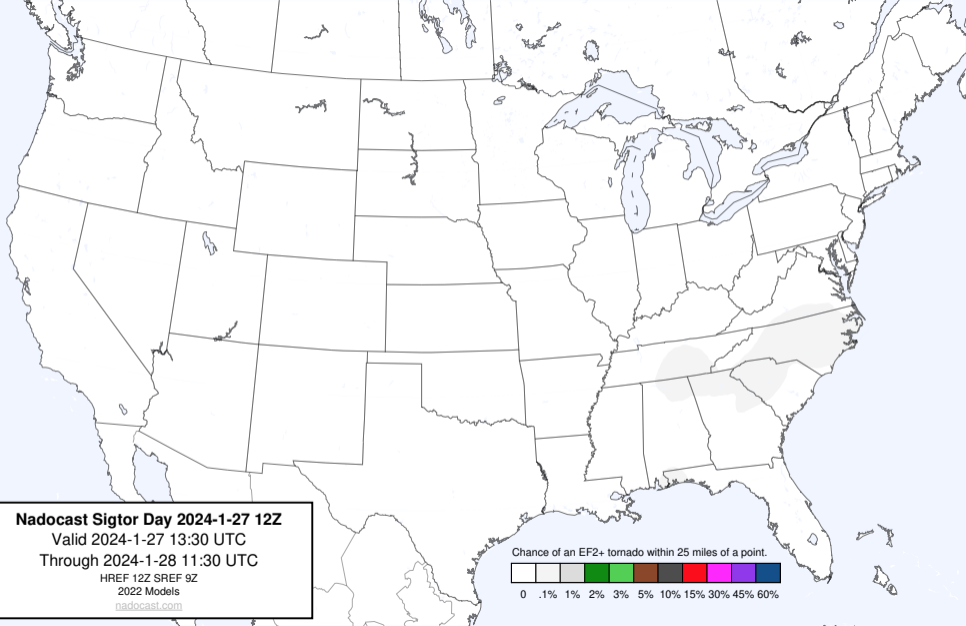 Nadocast Sigtor Day 2024-1-27 12Z
Valid 2024-1-27 13:30 UTC
Through 2024-1-28 11:30 UTC
HREF 12Z SREF 9Z
2022 Models
nadocast.com
Chance of an EF2+ tornado within 25 miles of a point.
0 .1% 1% 2% 3% 5% 10% 15% 30% 45% 60%